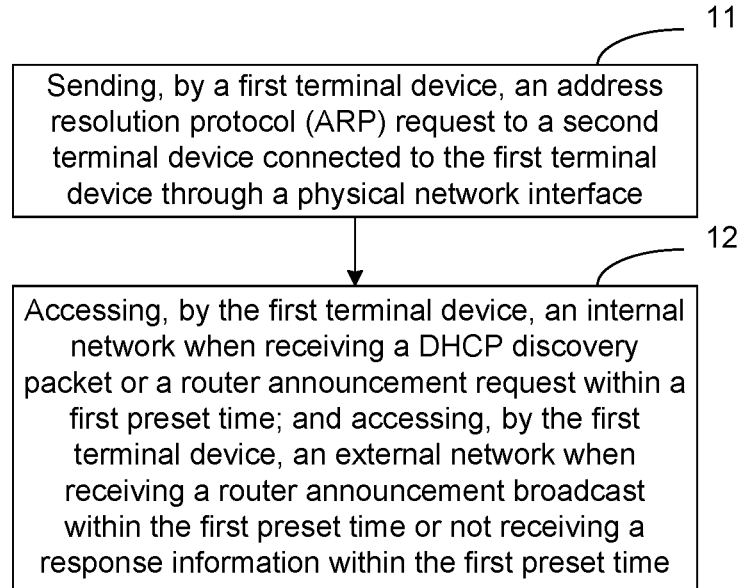 11
Sending, by a first terminal device, an address
resolution protocol (ARP) request to a second
terminal device connected to the first terminal
device through a physical network interface
12
Accessing, by the first terminal device, an internal
network when receiving a DHCP discovery
packet or a router announcement request within a
first preset time; and accessing, by the first
terminal device, an external network when
receiving a router announcement broadcast
within the first preset time or not receiving a
response information within the first preset time